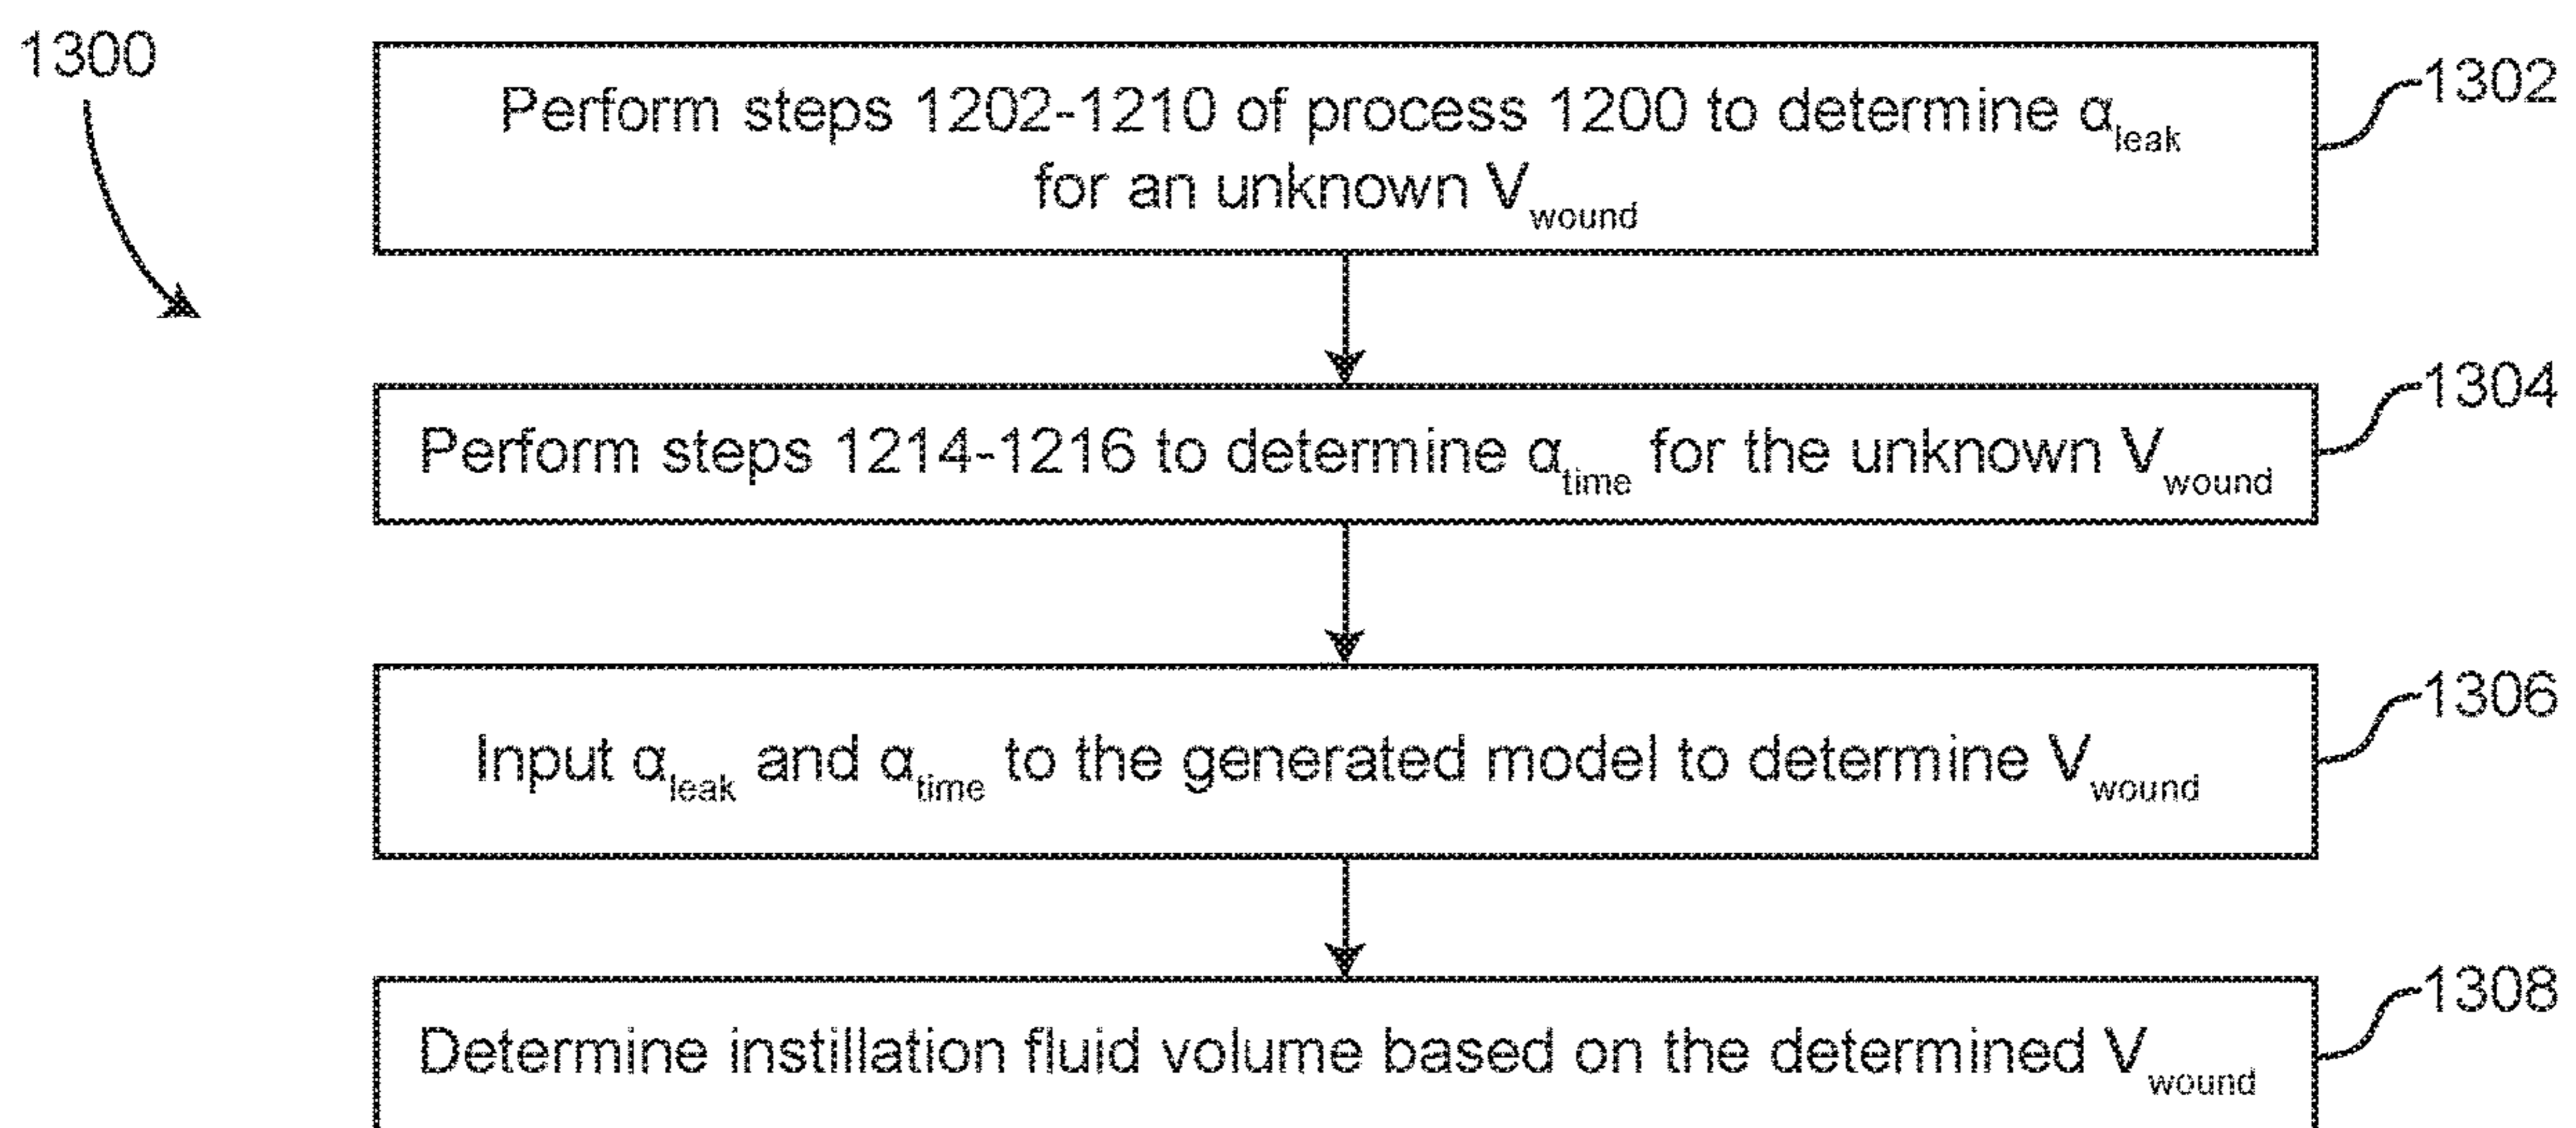 1300
Perform steps 1202-1210 of process 1200 to determine αleak
for an unknown Vwound
1302
Perform steps 1214-1216 to determine αtime for the unknown Vwound
1304
Input αleak and αtime to the generated model to determine Vwound
1306
Determine instillation fluid volume based on the determined Vwound
1308